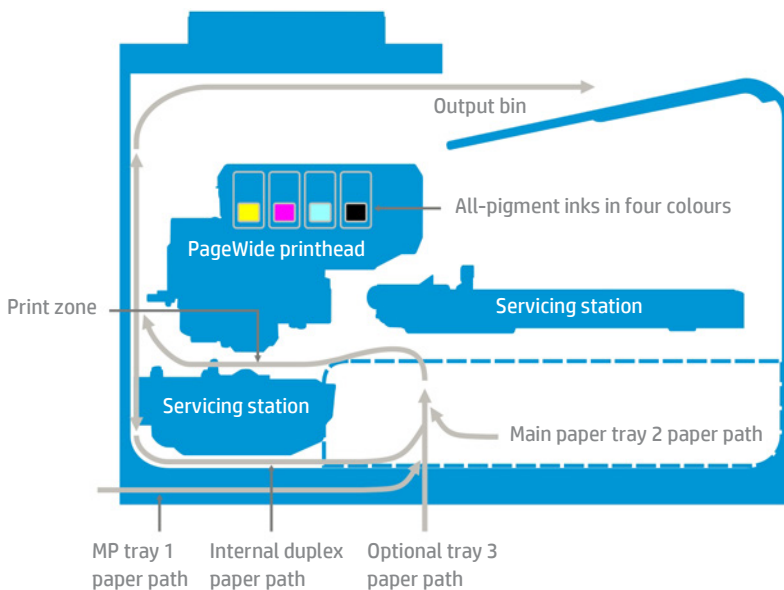 Output bin
All-pigment inks in four colours
PageWide printhead
Print zone
Servicing station
Servicing station
Main paper tray 2 paper path
MP tray 1
paper path
Internal duplex
paper path
Optional tray 3
paper path